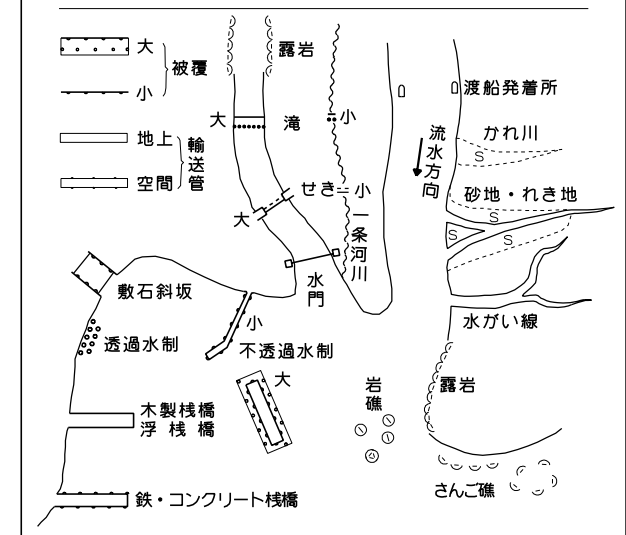 大
小
被覆
地上
空間
輸送管
露岩
大
滝
小
渡船発着所
流水方向
かれ川
S
砂地・れき地
S
S
S
せき
小
大
一条河川
水門
水がい線
敷石斜坂
透過水制
小
不透過水制
大
岩礁
露岩
木製桟橋
浮桟橋
さんご礁
鉄・コンクリート桟橋